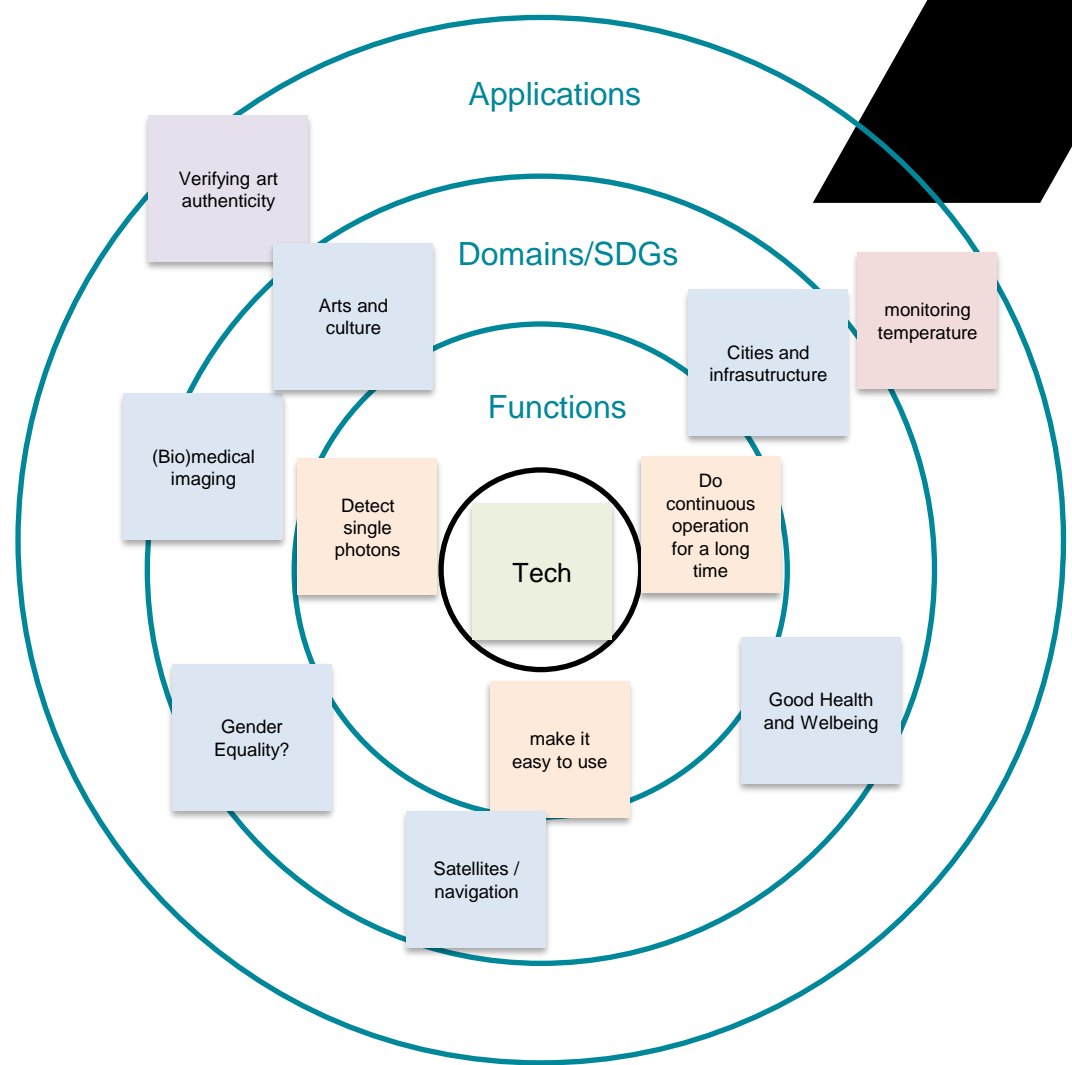 Applications
Verifying art
authenticity
Domains/SDGs
Arts and
culture
monitoring
temperature
Cities and
infrasutructure
Functions
(Bio)medical
imaging
Detect
single
photons
Tech
Do
continuous
operation
for a long
time
Gender
Equality?
make it
easy to use
Good Health
and Welbeing
Satellites /
navigation